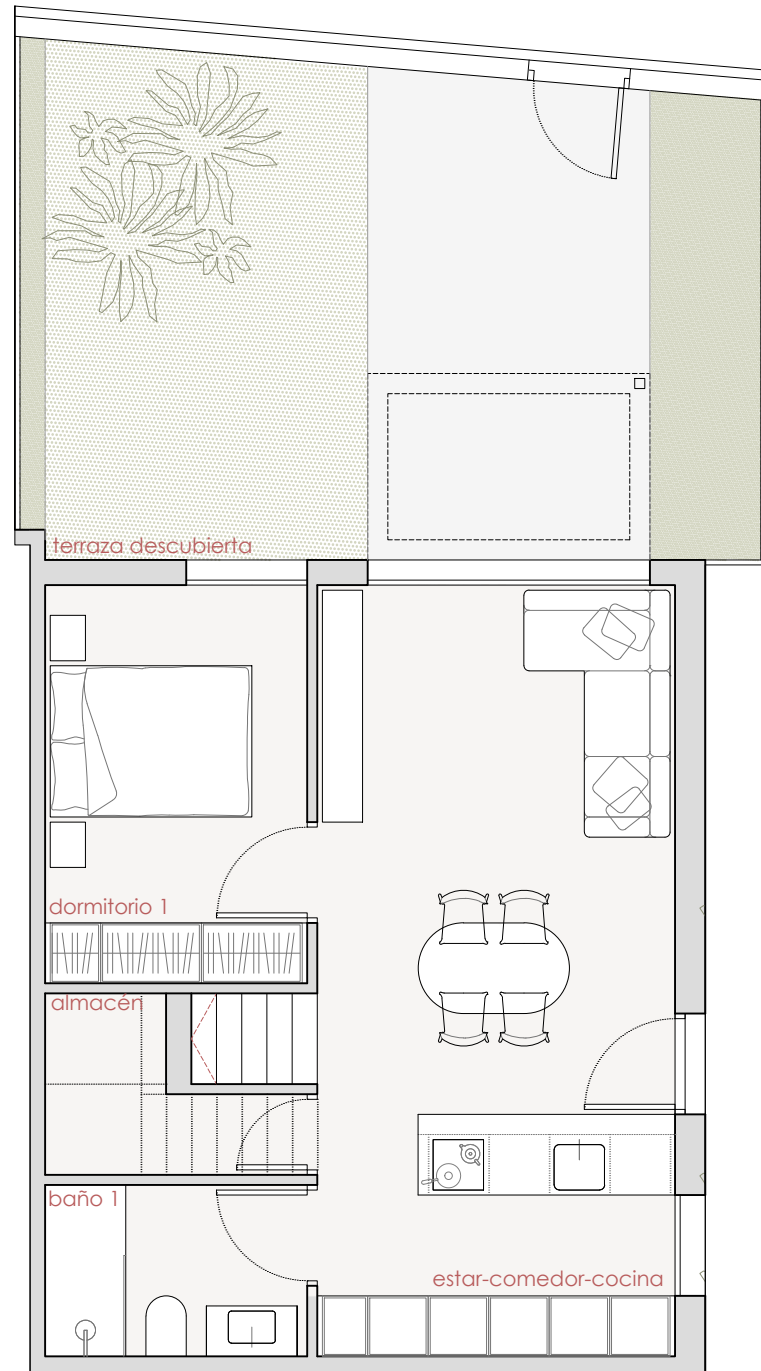 terraza descubierta
dormitorio 1
almacén
baño 1
estar-comedor-cocina